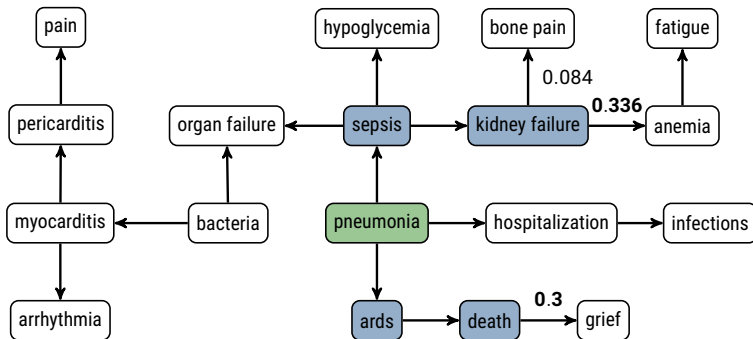 pain
hypoglycemia
bone pain
fatigue
0.084
pericarditis
organ failure
sepsis
kidney failure
0.336
anemia
myocarditis
bacteria
pneumonia
hospitalization
infections
arrhythmia
ards
death
0.3
grief